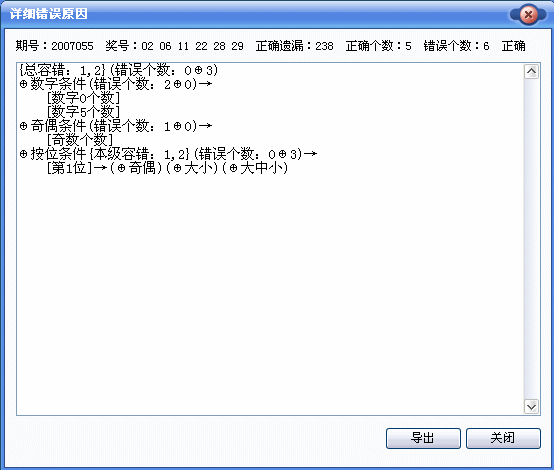 详细错误原因
期号：2007055 奖号：02 06 11 22 28 29 正确遗漏：238 正确个数：5 错误个数：6 正确
{总容错：1,2}(错误个数：0⊕3)
⊕数字条件(错误个数：2⊕0)→
[数字0个数]
[数字5个数]
⊕奇偶条件(错误个数：1⊕0)→
[奇数个数]
⊕按位条件{本级容错：1,2}(错误个数：0⊕3)→
[第1位]→(⊕奇偶)(⊕大小)(⊕大中小)
导出 关闭